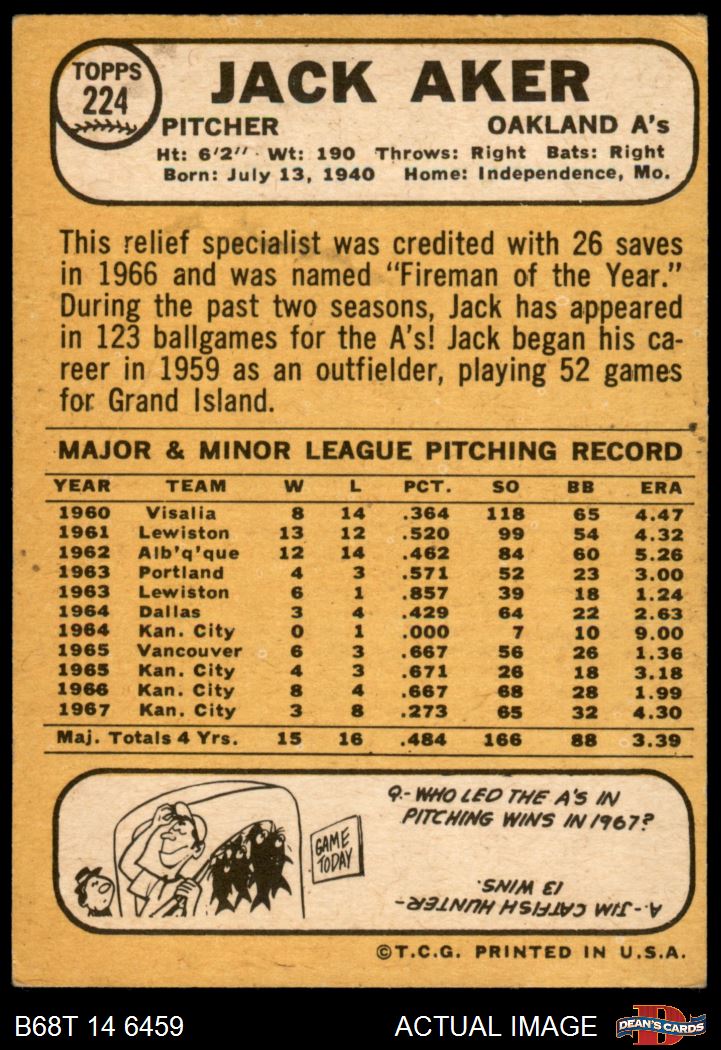 TOPPS
224
JACK AKER
PITCHER OAKLAND A's
Ht: 6'2" Wt: 190 Throws: Right Bats: Right
Born: July 13, 1940 Home: Independence, Mo.
This relief specialist was credited with 26 saves
in 1966 and was named "Fireman of the Year."
During the past two seasons, Jack has appeared
in 123 ballgames for the A's! Jack began his ca-
reer in 1959 as an outfielder, playing 52 games
for Grand Island.
MAJOR & MINOR LEAGUE PITCHING RECORD
YEAR TEAM W L PCT. SO BB ERA
1960 Visalia 8 14 .364 118 65 4.47
1961 Lewiston 13 12 .520 99 54 4.32
1962 Alb'q'que 12 14 .462 84 60 5.26
1963 Portland 4 3 .571 52 23 3.00
1963 Lewiston 6 1 .857 39 18 1.24
1964 Dallas 3 4 .429 64 22 2.63
1964 Kan. City 0 1 .000 7 10 9.00
1965 Vancouver 6 3 .667 56 26 1.36
1965 Kan. City 4 3 .671 26 18 3.18
1966 Kan. City 8 4 .667 68 28 1.99
1967 Kan. City 3 8 .273 65 32 4.30
Maj. Totals 4 Yrs. 15 16 .484 166 88 3.39
Q.- WHO LED THE A'S IN
PITCHING WINS IN 1967?
GAME
TODAY
A.- JIM CATFISH HUNTER-
13 WINS.
©T.C.G. PRINTED IN U.S.A.
B68T 14 6459 ACTUAL IMAGE
D
DEAN'S CARDS